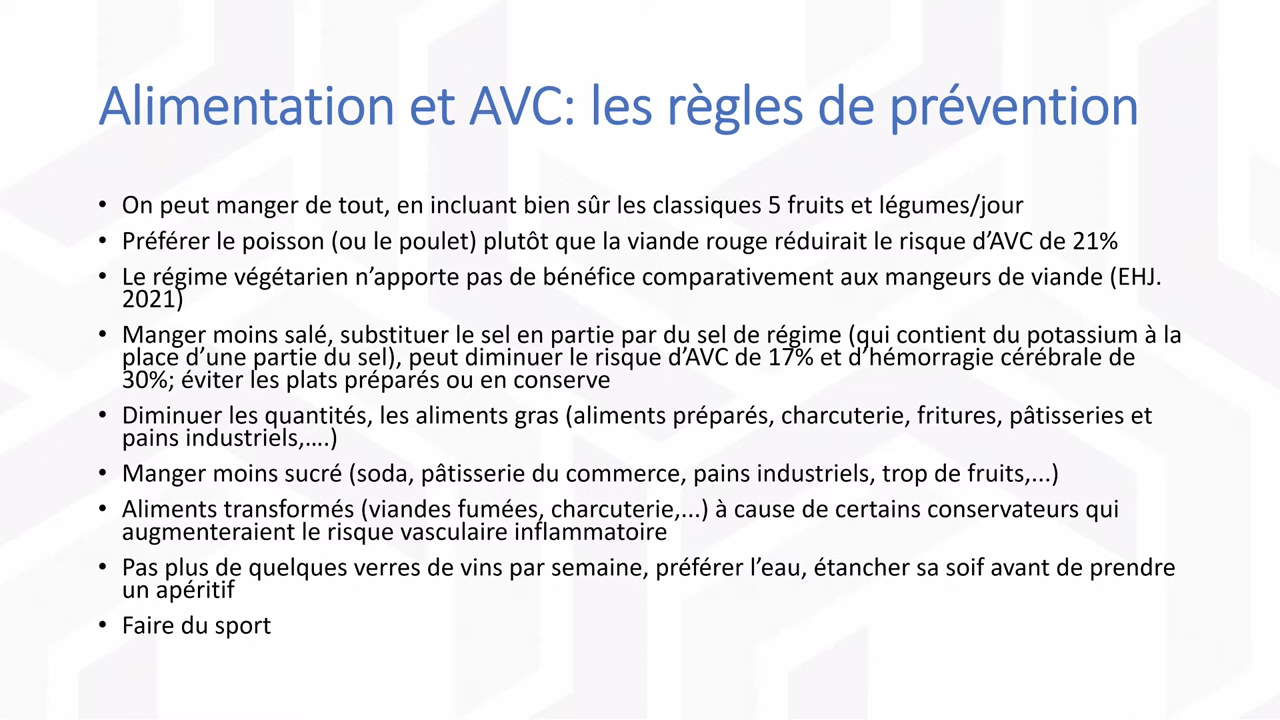 Alimentation et AVC: les règles de prévention
• On peut manger de tout, en incluant bien sûr les classiques 5 fruits et légumes/jour
• Préférer le poisson (ou le poulet) plutôt que la viande rouge réduirait le risque d’AVC de 21%
• Le régime végétarien n’apporte pas de bénéfice comparativement aux mangeurs de viande (EHJ.
2021)
• Manger moins salé, substituer le sel en partie par du sel de régime (qui contient du potassium à la
place d’une partie du sel), peut diminuer le risque d’AVC de 17% et d’hémorragie cérébrale de
30%; éviter les plats préparés ou en conserve
• Diminuer les quantités, les aliments gras (aliments préparés, charcuterie, fritures, pâtisseries et
pains industriels,….)
• Manger moins sucré (soda, pâtisserie du commerce, pains industriels, trop de fruits,...)
• Aliments transformés (viandes fumées, charcuterie,...) à cause de certains conservateurs qui
augmenteraient le risque vasculaire inflammatoire
• Pas plus de quelques verres de vins par semaine, préférer l’eau, étancher sa soif avant de prendre
un apéritif
• Faire du sport